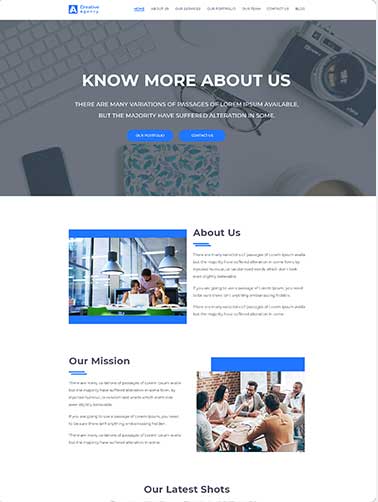 Creative
Agency
HOME ABOUT US OUR SERVICES OUR PORTFOLIO OUR TEAM CONTACT US BLOG
KNOW MORE ABOUT US
THERE ARE MANY VARIATIONS OF PASSAGES OF LOREM IPSUM AVAILABLE,
BUT THE MAJORITY HAVE SUFFERED ALTERATION IN SOME.
OUR PORTFOLIO CONTACT US
About Us
There are many variations of passages of Lorem Ipsum availa
but the majority have suffered alteration in some form, by
injected humour, or randomised words which don't look
even slightly believable.
If you are going to use a passage of Lorem Ipsum, you need
to be sure there isn't anything embarrassing hidden.
There are many variations of passages of Lorem Ipsum availa
but the majority have suffered alteration in some
Our Mission
There are many variations of passages of Lorem Ipsum availa
but the majority have suffered alteration in some form, by
injected humour, or randomised words which don't look
even slightly believable.
If you are going to use a passage of Lorem Ipsum, you need
to be sure there isn't anything embarrassing hidden.
There are many variations of passages of Lorem Ipsum availa
but the majority have suffered alteration in some
Our Latest Shots